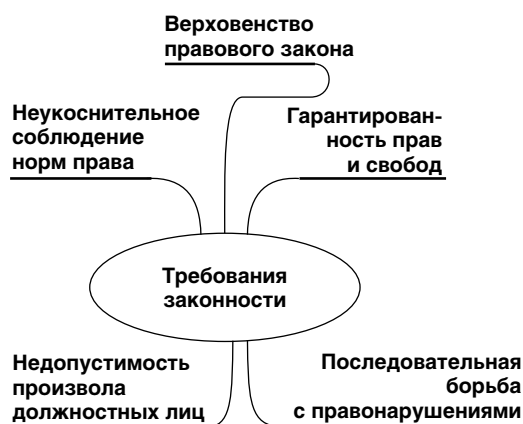 Верховенство
правового закона
Неукоснительное
соблюдение
норм права
Гарантирован-
ность прав
и свобод
Требования
законности
Недопустимость
произвола
должностных лиц
Последовательная
борьба
с правонарушениями